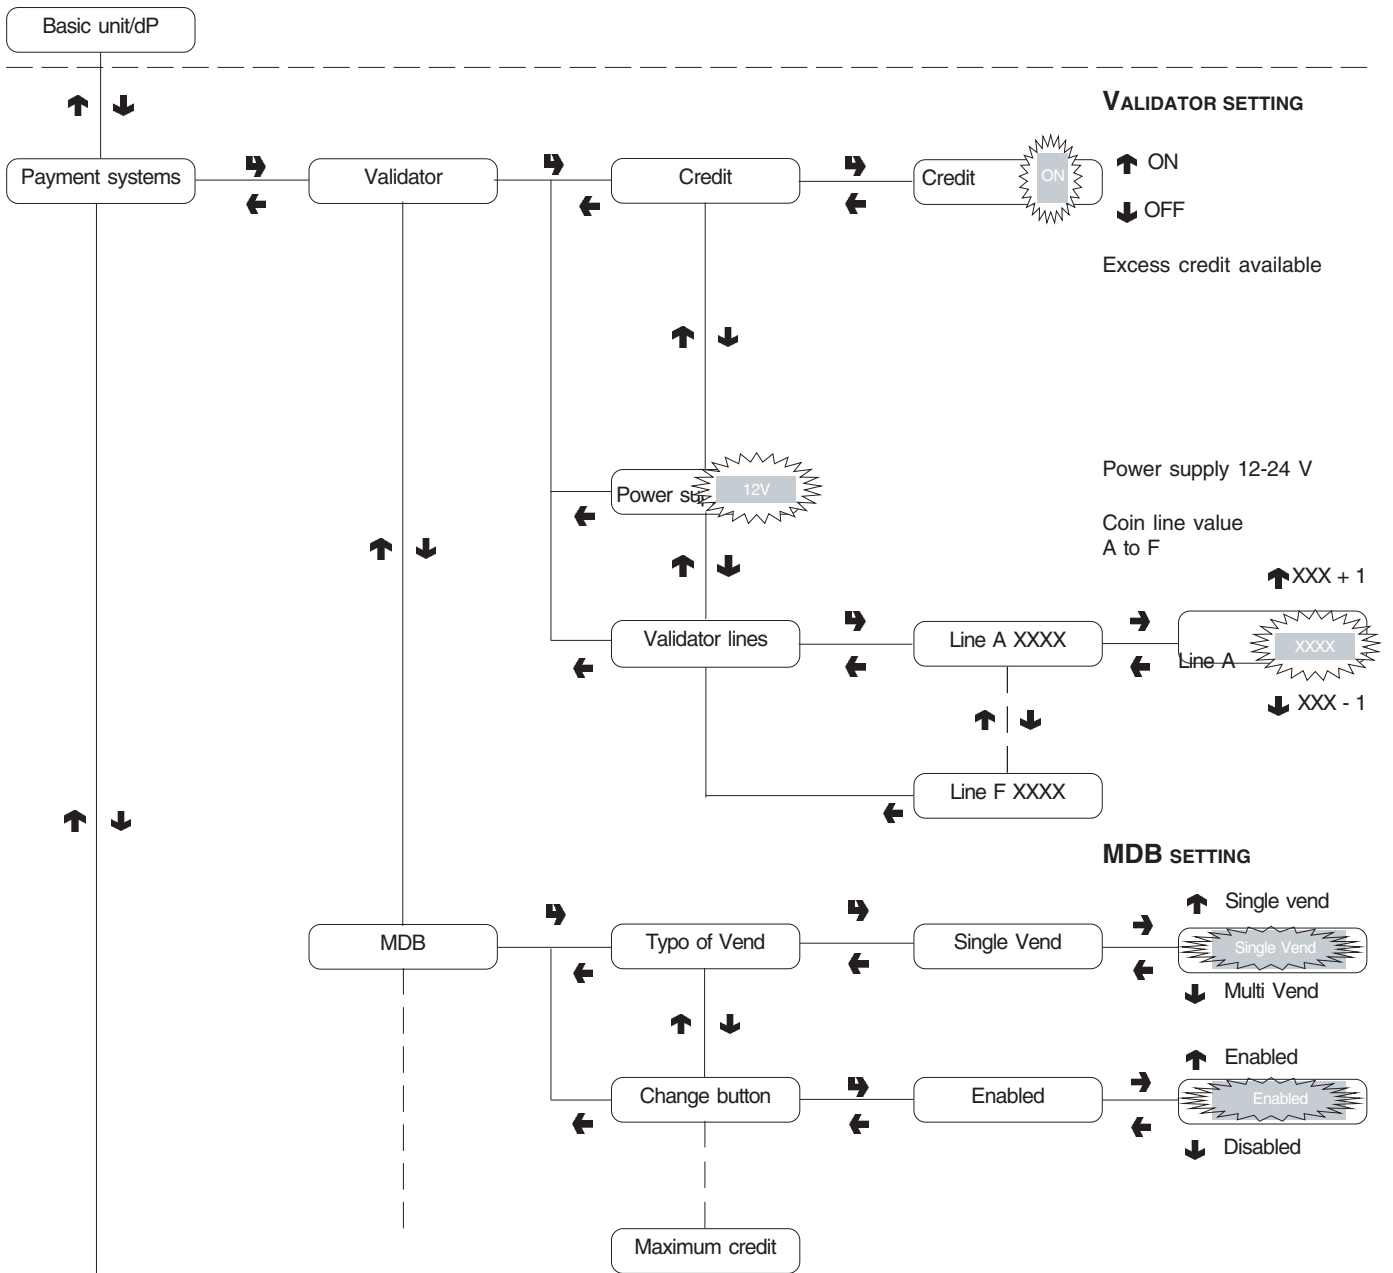 Basic unit/dP
VALIDATOR SETTING
Payment systems
Validator
Credit
Credit
ON
ON
OFF
Excess credit available
Power supply 12-24 V
Power sup
12V
Coin line value
A to F
XXX + 1
Validator lines
Line A XXXX
Line A
XXXX
XXX - 1
Line F XXXX
MDB SETTING
Single vend
MDB
Typo of Vend
Single Vend
Single Vend
Multi Vend
Enabled
Change button
Enabled
Enabled
Disabled
Maximum credit